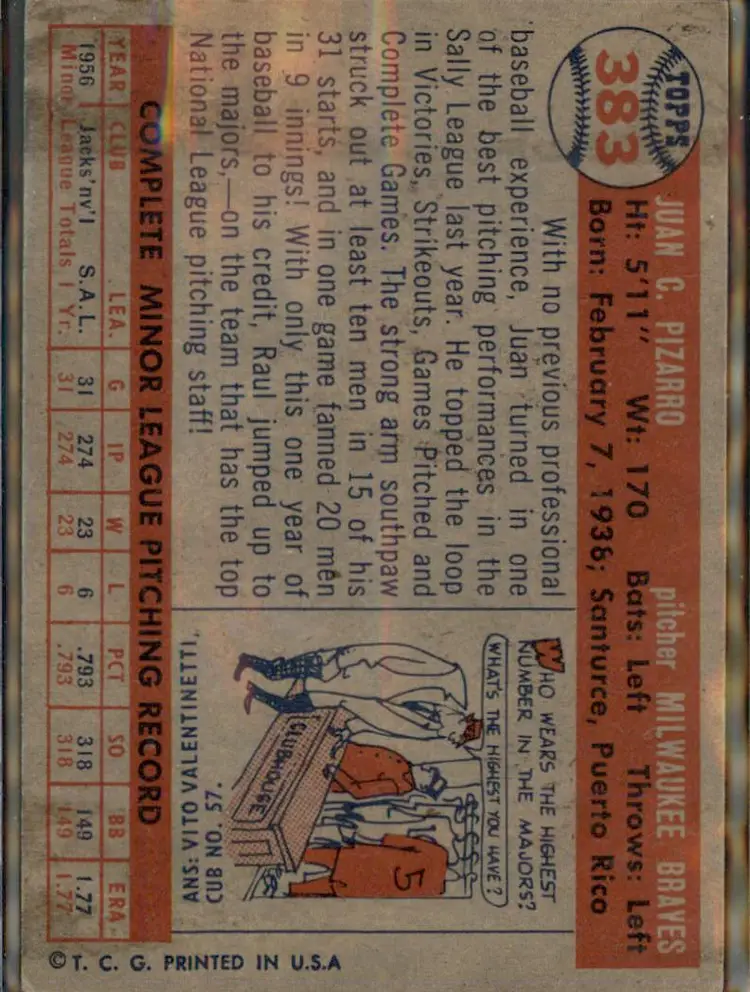 TOPPS
383
JUAN C. PIZARRO pitcher MILWAUKEE BRAVES
Ht: 5'11" Wt: 170 Bats: Left Throws: Left
Born: February 7, 1936; Santurce, Puerto Rico
With no previous professional
baseball experience, Juan turned in one
of the best pitching performances in the
Sally League last year. He topped the loop
in Victories, Strikeouts, Games Pitched and
Complete Games. The strong arm southpaw
struck out at least ten men in 15 of his
31 starts, and in one game fanned 20 men
in 9 innings! With only this one year of
baseball to his credit, Raul jumped up to
the majors,—on the team that has the top
National League pitching staff!
WHO WEARS THE HIGHEST
NUMBER IN THE MAJORS?
WHAT'S THE HIGHEST YOU HAVE?
5
CLUBHOUSE
ANS: VITO VALENTINETTI,
CUB NO. 57.
COMPLETE MINOR LEAGUE PITCHING RECORD
YEAR CLUB LEA. G IP W L PCT SO BB ERA
1956 Jacks'nv'l S.A.L. 31 274 23 6 .793 318 149 1.77
Minor League Totals 1 Yr. 31 274 23 6 .793 318 149 1.77
© T. C. G. PRINTED IN U.S.A